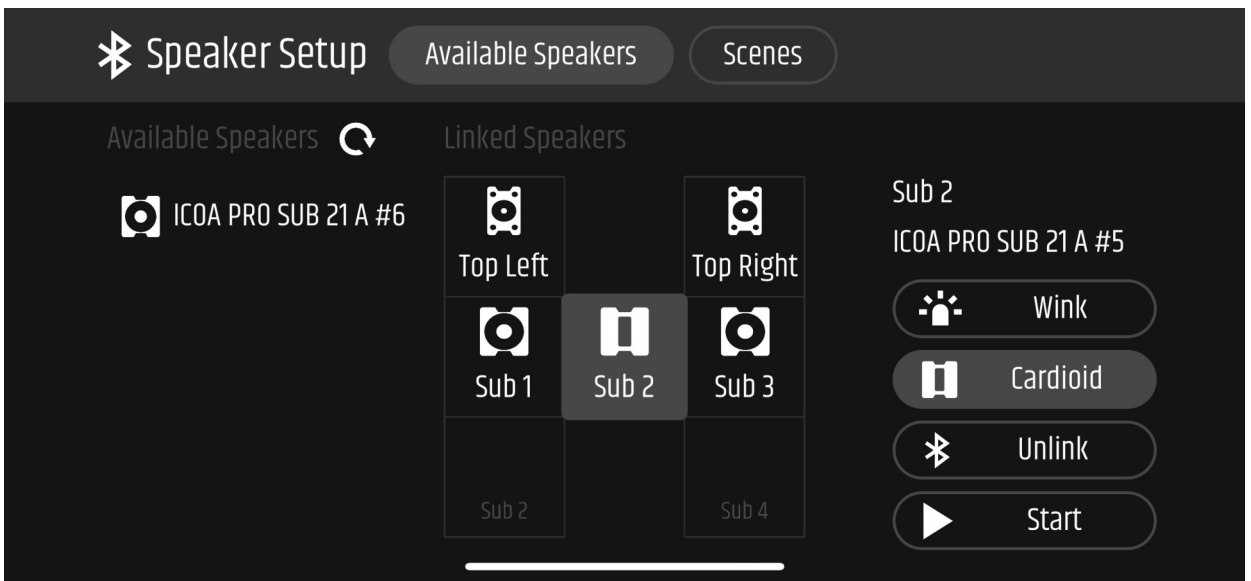 Speaker Setup
Available Speakers
Scenes
Available Speakers
Linked Speakers
ICOA PRO SUB 21 A #6
Top Left
Top Right
Sub 1
Sub 2
Sub 3
Sub 2
Sub 4
Sub 2
ICOA PRO SUB 21 A #5
Wink
Cardioid
Unlink
Start